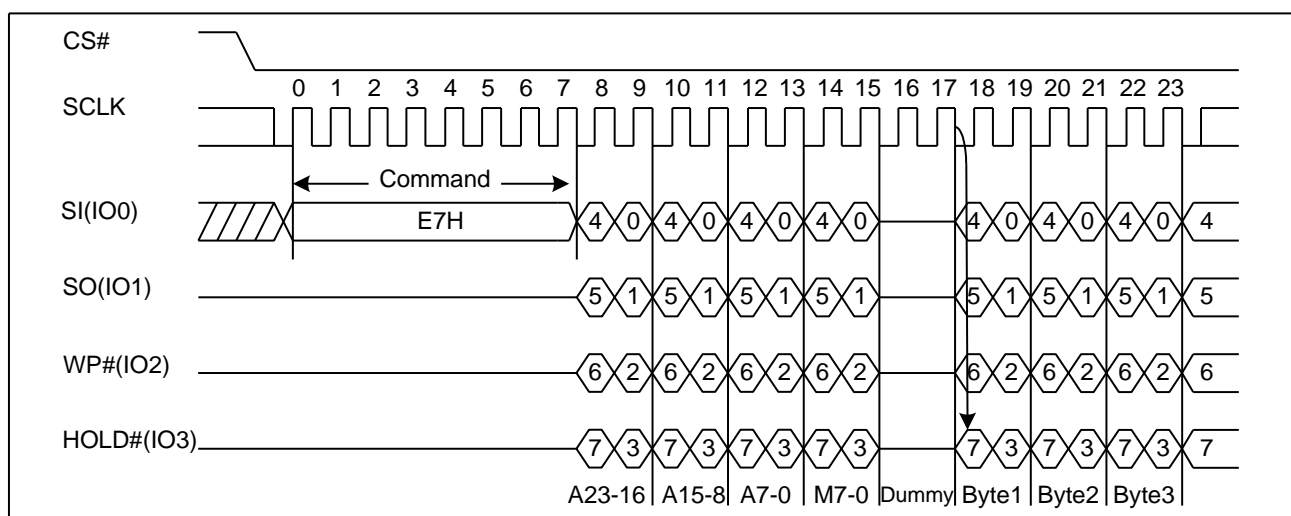 CS#
0 1 2 3 4 5 6 7 8 9 10 11 12 13 14 15 16 17 18 19 20 21 22 23
SCLK
Command
SI(IO0) E7H 4 0 4 0 4 0 4 0 4 0 4 0 4 0 4
SO(IO1) 5 1 5 1 5 1 5 1 5 1 5 1 5 1 5
WP#(IO2) 6 2 6 2 6 2 6 2 6 2 6 2 6 2 6
HOLD#(IO3) 7 3 7 3 7 3 7 3 7 3 7 3 7 3 7
A23-16 A15-8 A7-0 M7-0 Dummy Byte1 Byte2 Byte3